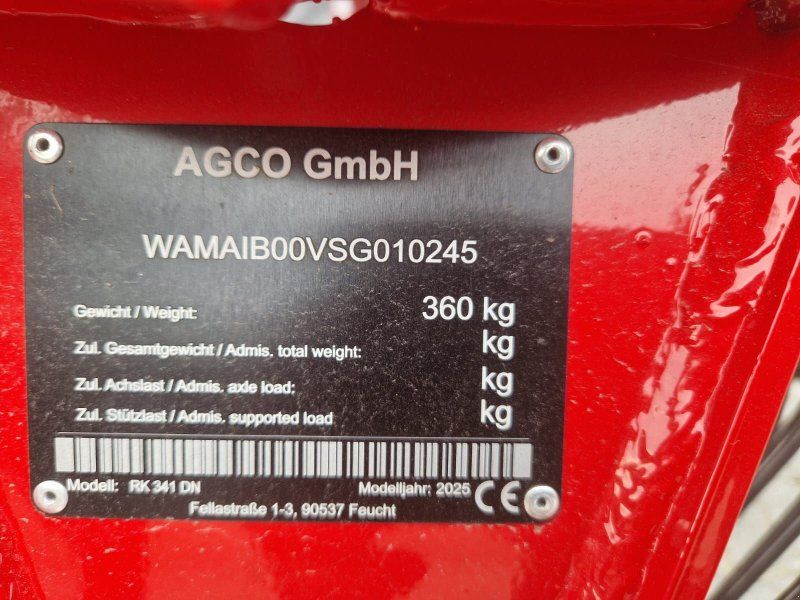 AGCO GmbH
WAMAIB00VSG010245
Gewicht / Weight: 360 kg
Zul. Gesamtgewicht / Admis. total weight: kg
Zul. Achslast / Admis. axle load: kg
Zul. Stützlast / Admis. supported load kg
Modell: RK 341 DN Modelljahr: 2025 CE
Fellastraße 1-3, 90537 Feucht